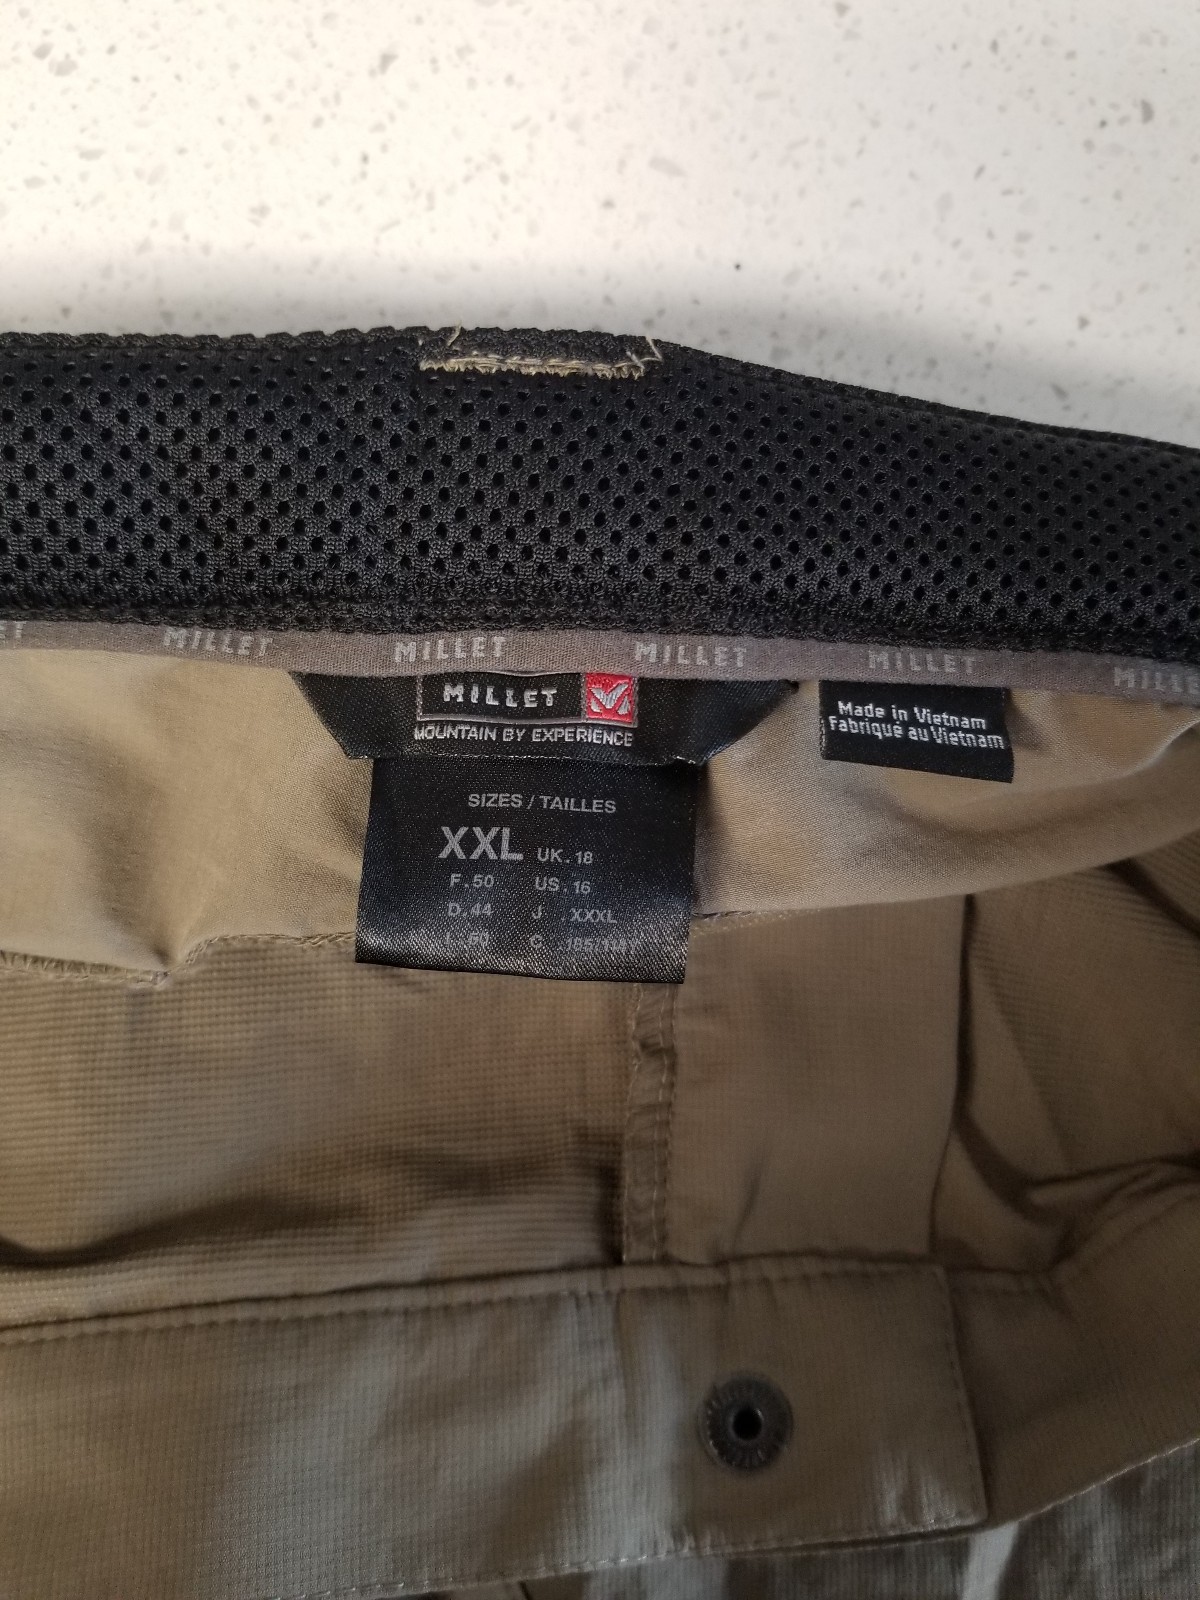 MILLET MILLET MILLET MILLET
MILLET
MOUNTAIN BY EXPERIENCE
Made in Vietnam
Fabriqué au Vietnam
SIZES / TAILLES
XXL UK.18
F.50 US.16
D.44 J .XXXL
C